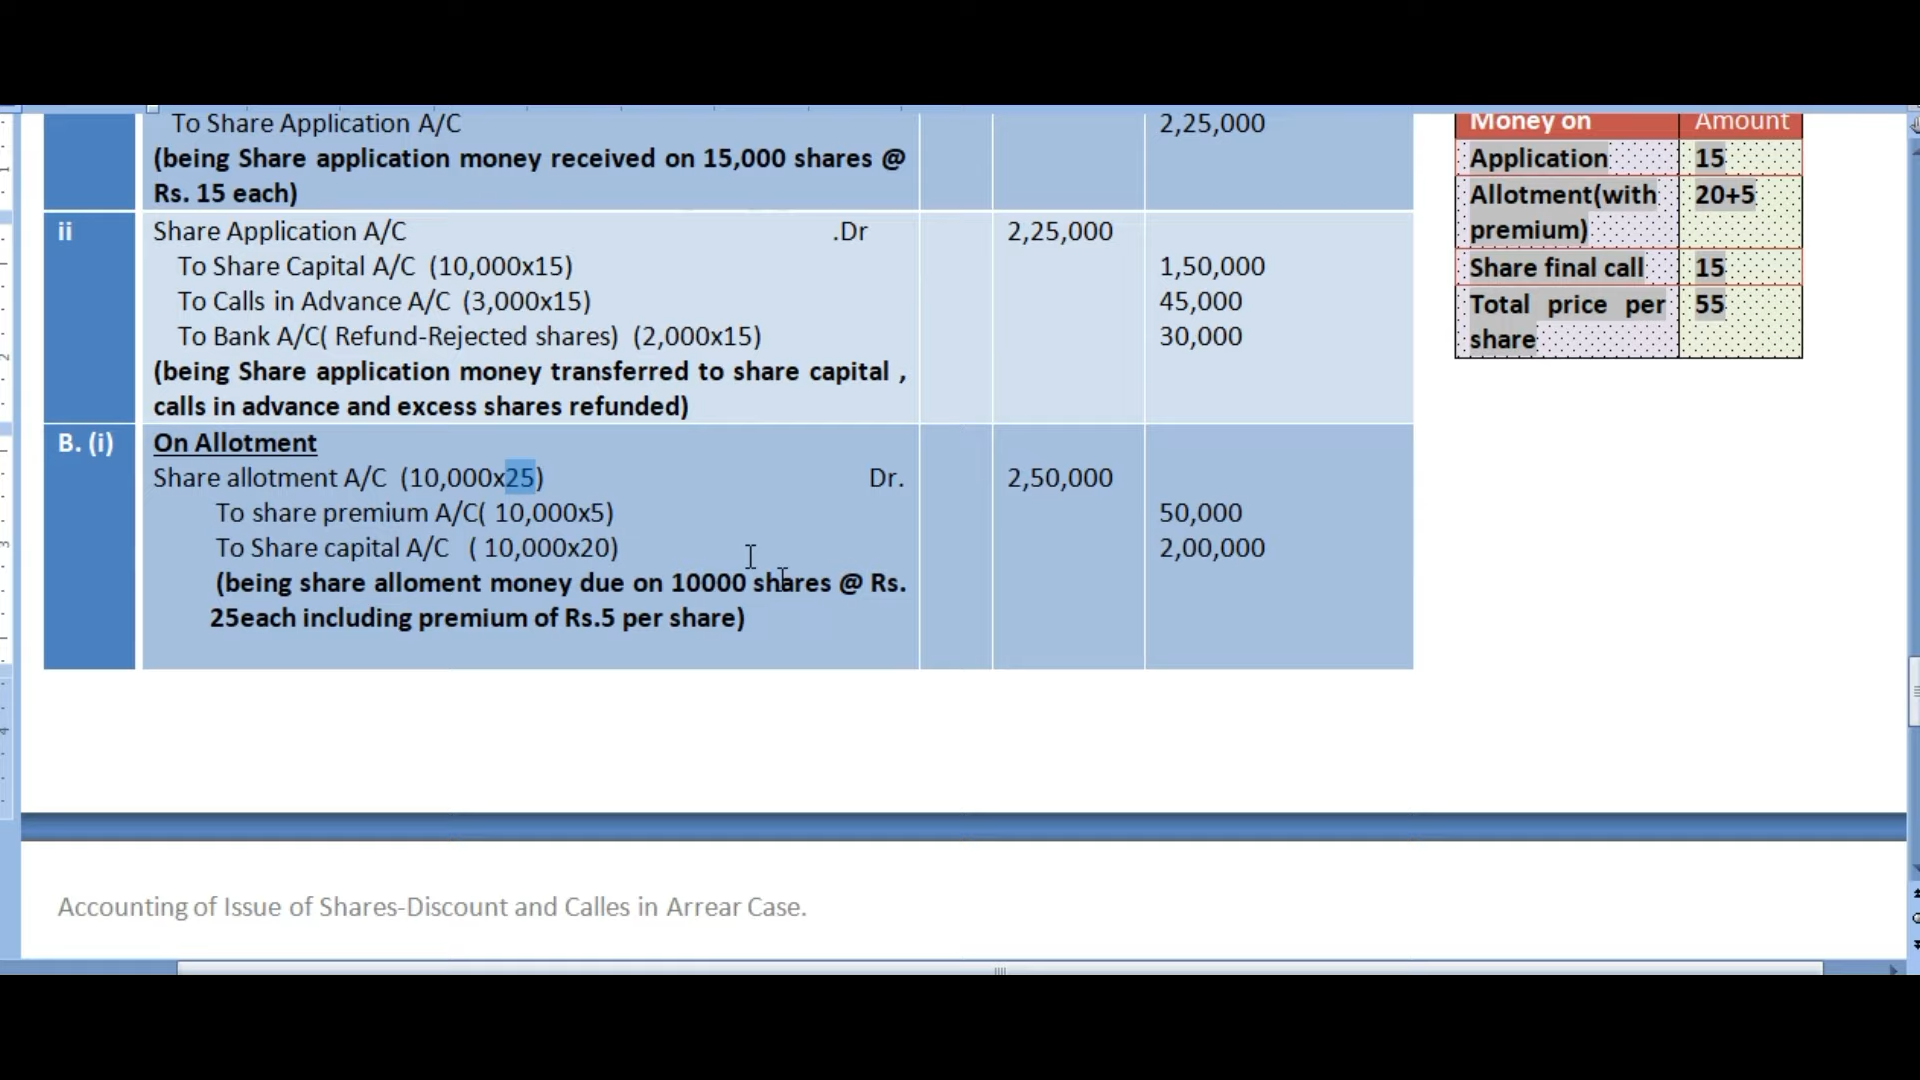 To Share Application A/C 2,25,000
(being Share application money received on 15,000 shares @
Rs. 15 each)
ii Share Application A/C .Dr 2,25,000
To Share Capital A/C (10,000x15) 1,50,000
To Calls in Advance A/C (3,000x15) 45,000
To Bank A/C( Refund-Rejected shares) (2,000x15) 30,000
(being Share application money transferred to share capital ,
calls in advance and excess shares refunded)
B. (i) On Allotment
Share allotment A/C (10,000x25) Dr. 2,50,000
To share premium A/C( 10,000x5) 50,000
To Share capital A/C ( 10,000x20) 2,00,000
(being share alloment money due on 10000 shares @ Rs.
25each including premium of Rs.5 per share)
Money on Amount
Application 15
Allotment(with 20+5
premium)
Share final call 15
Total price per 55
share
Accounting of Issue of Shares-Discount and Calles in Arrear Case.